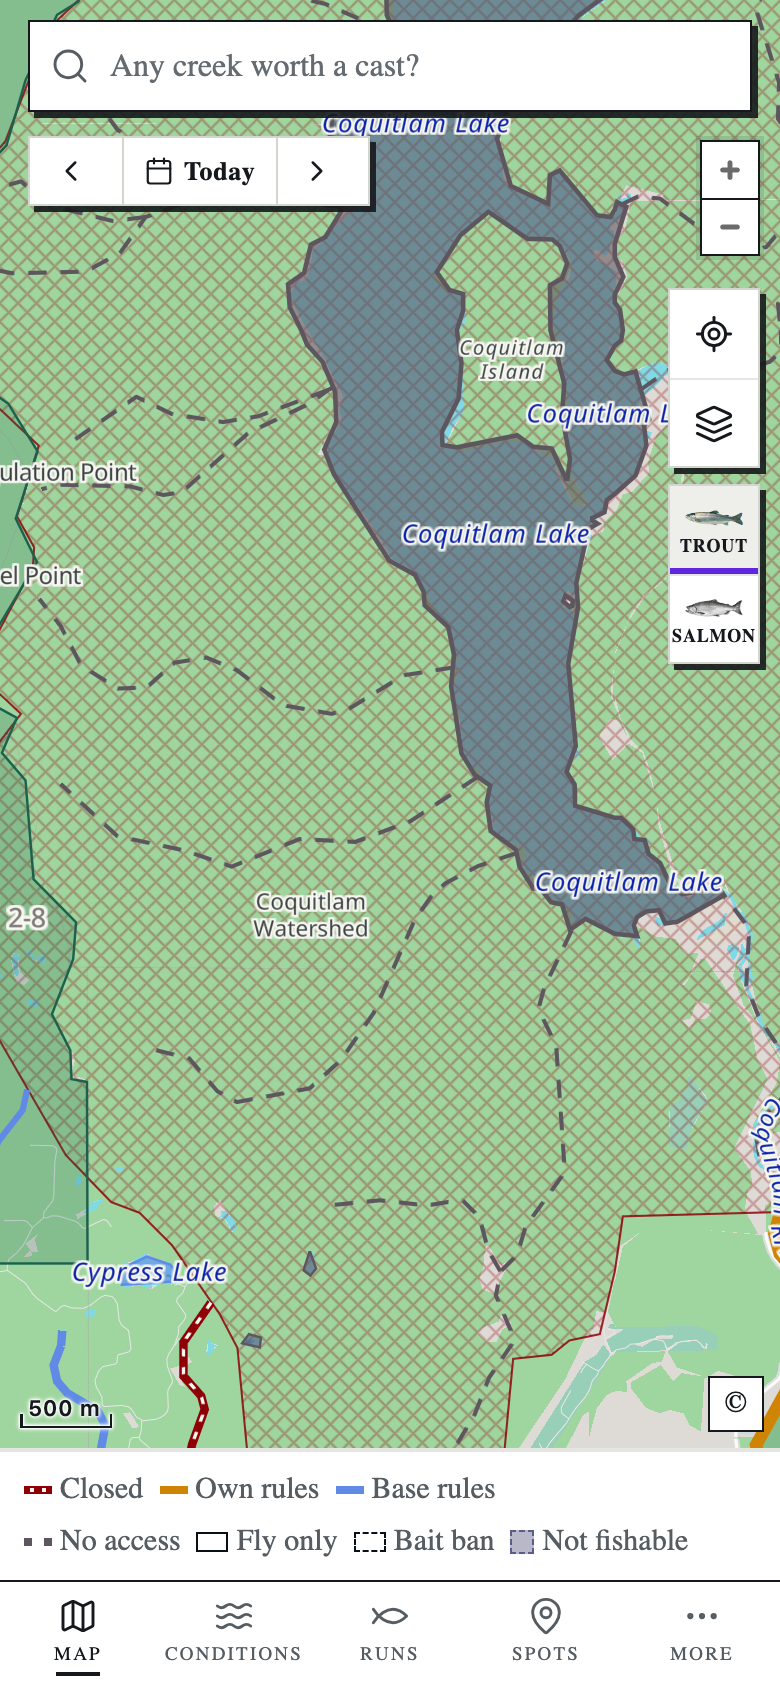 Any creek worth a cast?
Coquitlam Lake
Today
Coquitlam
Island
Coquitlam L
ulation Point
Coquitlam Lake
TROUT
el Point
SALMON
Coquitlam Lake
Coquitlam
Watershed
2-8
Coquitlam Ri
Cypress Lake
500 m
©
Closed
Own rules
Base rules
No access
Fly only
Bait ban
Not fishable
MAP
CONDITIONS
RUNS
SPOTS
MORE